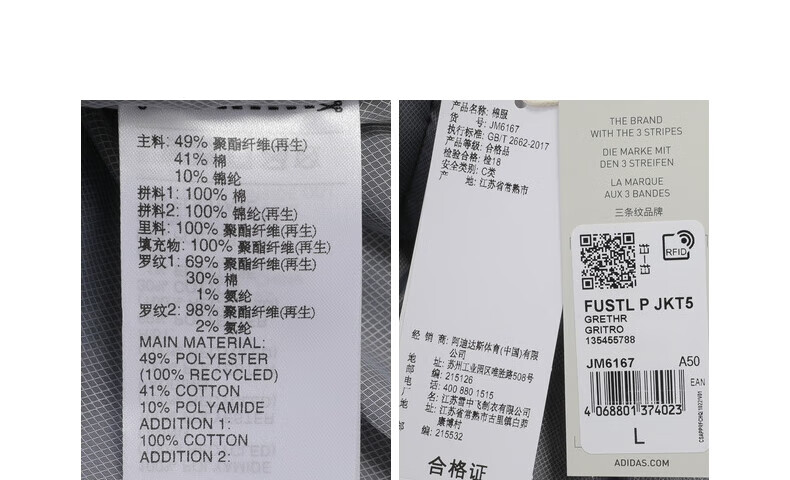 主料: 49% 聚酯纤维(再生)
41% 棉
10% 锦纶
拼料1: 100% 棉
拼料2: 100% 锦纶(再生)
里料: 100% 聚酯纤维(再生)
填充物: 100% 聚酯纤维(再生)
罗纹1: 69% 聚酯纤维(再生)
30% 棉
1% 氨纶
罗纹2: 98% 聚酯纤维(再生)
2% 氨纶
MAIN MATERIAL:
49% POLYESTER
(100% RECYCLED)
41% COTTON
10% POLYAMIDE
ADDITION 1:
100% COTTON
ADDITION 2:
产品名称: 棉服
货 号: JM6167
执行标准: GB/T 2662-2017
产品等级: 合格品
检验合格: 检18
安全类别: C类
产 地: 江苏省常熟市
经 销 商: 阿迪达斯体育(中国)有限
公司
地 址: 苏州工业园区唯胜路508号
邮 编: 215126
电 话: 400 880 1515
厂 名: 江苏雪中飞制衣有限公司
地 址: 江苏省常熟市古里镇白茆
康博村
邮 编: 215532
合格证
THE BRAND
WITH THE 3 STRIPES
DIE MARKE MIT
DEN 3 STREIFEN
LA MARQUE
AUX 3 BANDES
三条纹品牌
RFID
FUSTL P JKT5
GRETHR
GRITRO
135455788
JM6167 A50
EAN
4 068801 374023
L
ADIDAS.COM